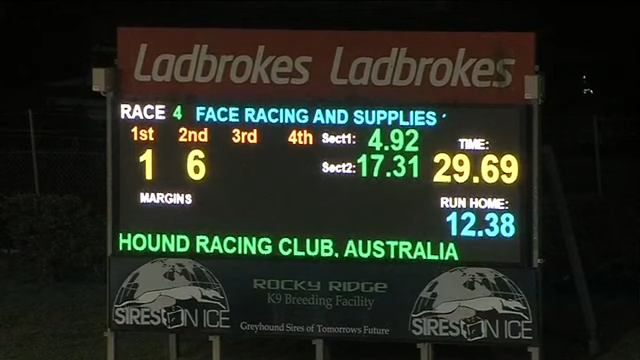 Ladbrokes Ladbrokes
RACE 4 FACE RACING AND SUPPLIES
1st 2nd 3rd 4th Sect1: 4.92 TIME:
1 6 Sect2: 17.31 29.69
MARGINS RUN HOME:
12.38
HOUND RACING CLUB, AUSTRALIA
ROCKY RIDGE
K9 Breeding Facility
SIRES ON ICE Greyhound Sires of Tomorrows Future SIRES ON ICE